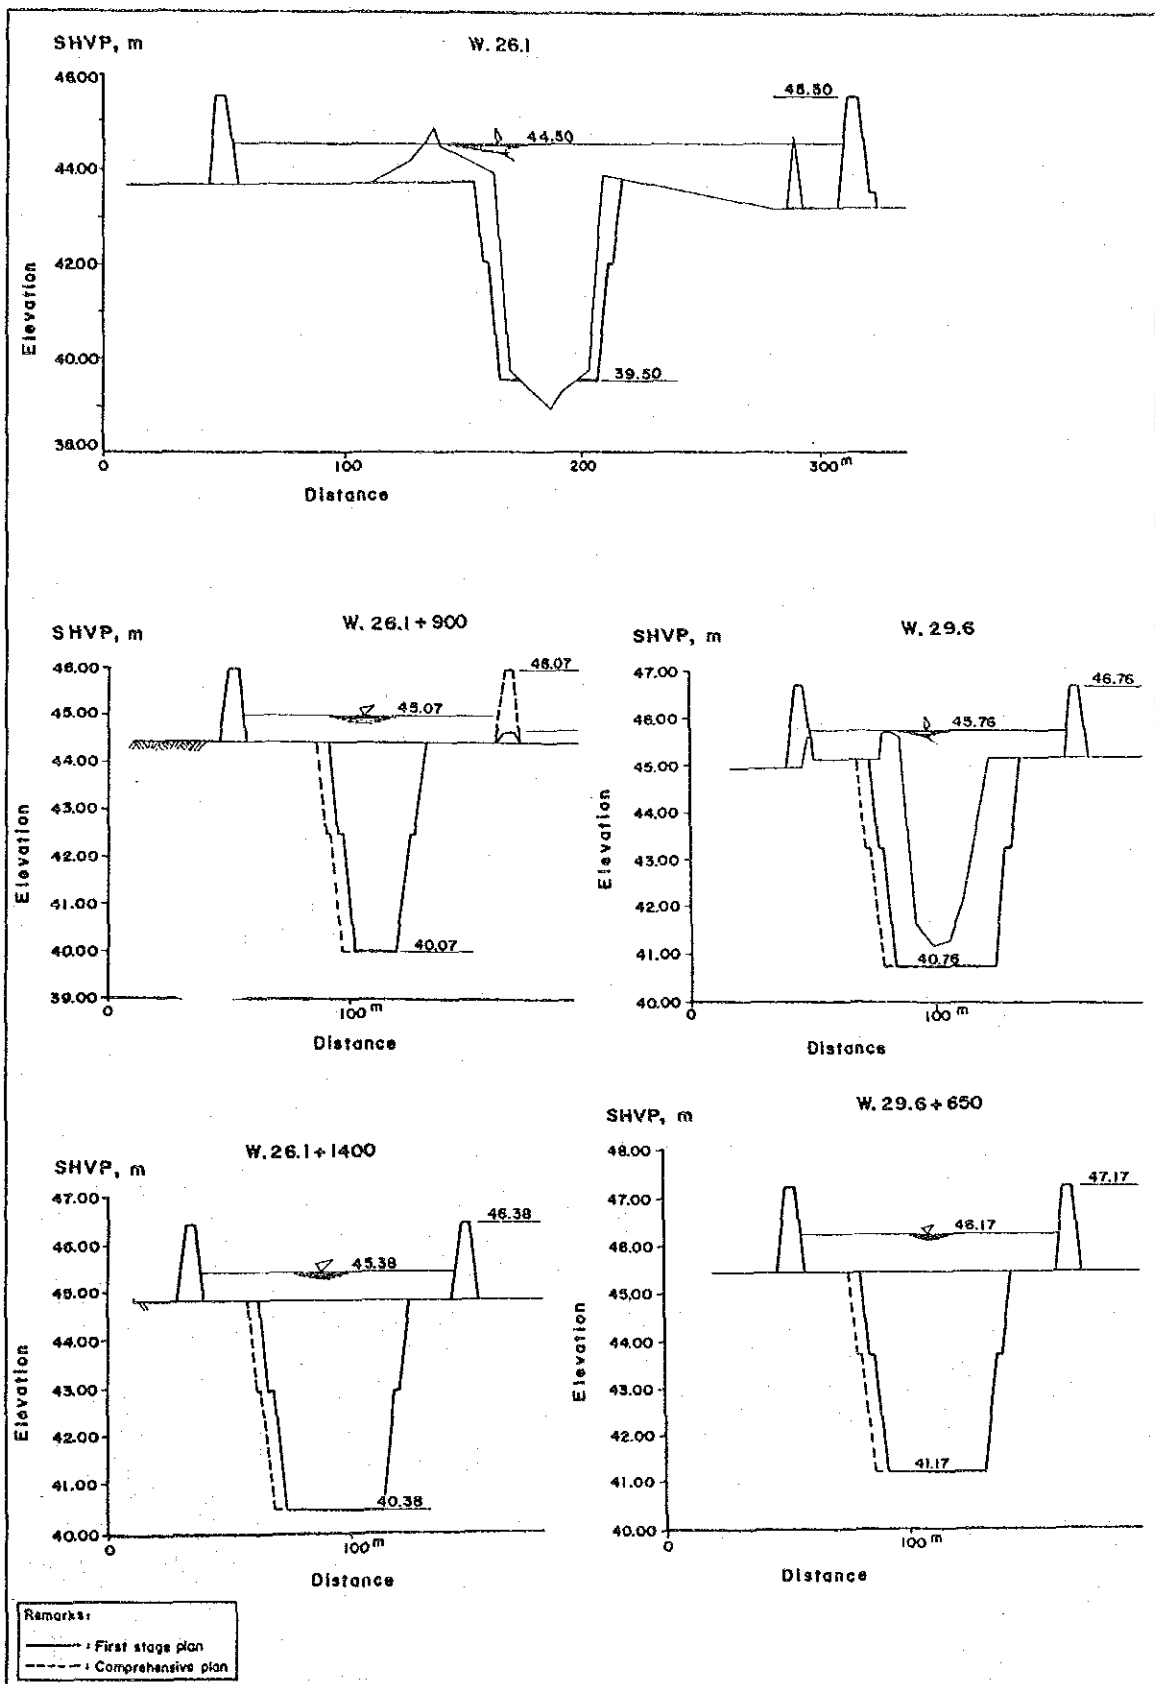 SHVP, m
W. 26.1
46.00
44.00
42.00
40.00
38.00
Elevation
45.50
44.50
39.50
0
100
200
300 m
Distance
SHVP, m
W. 26.1 + 900
46.00
45.00
44.00
43.00
42.00
41.00
40.00
39.00
Elevation
46.07
45.07
40.07
0
100 m
Distance
SHVP, m
W. 29.6
47.00
46.00
45.00
44.00
43.00
42.00
41.00
40.00
Elevation
46.76
45.76
40.76
0
100 m
Distance
SHVP, m
W. 26.1 + 1400
47.00
46.00
45.00
44.00
43.00
42.00
41.00
40.00
Elevation
46.38
45.38
40.38
0
100 m
Distance
SHVP, m
W. 29.6 + 650
48.00
47.00
46.00
45.00
44.00
43.00
42.00
41.00
40.00
Elevation
47.17
46.17
41.17
0
100 m
Distance
Remarks:
: First stage plan
: Comprehensive plan